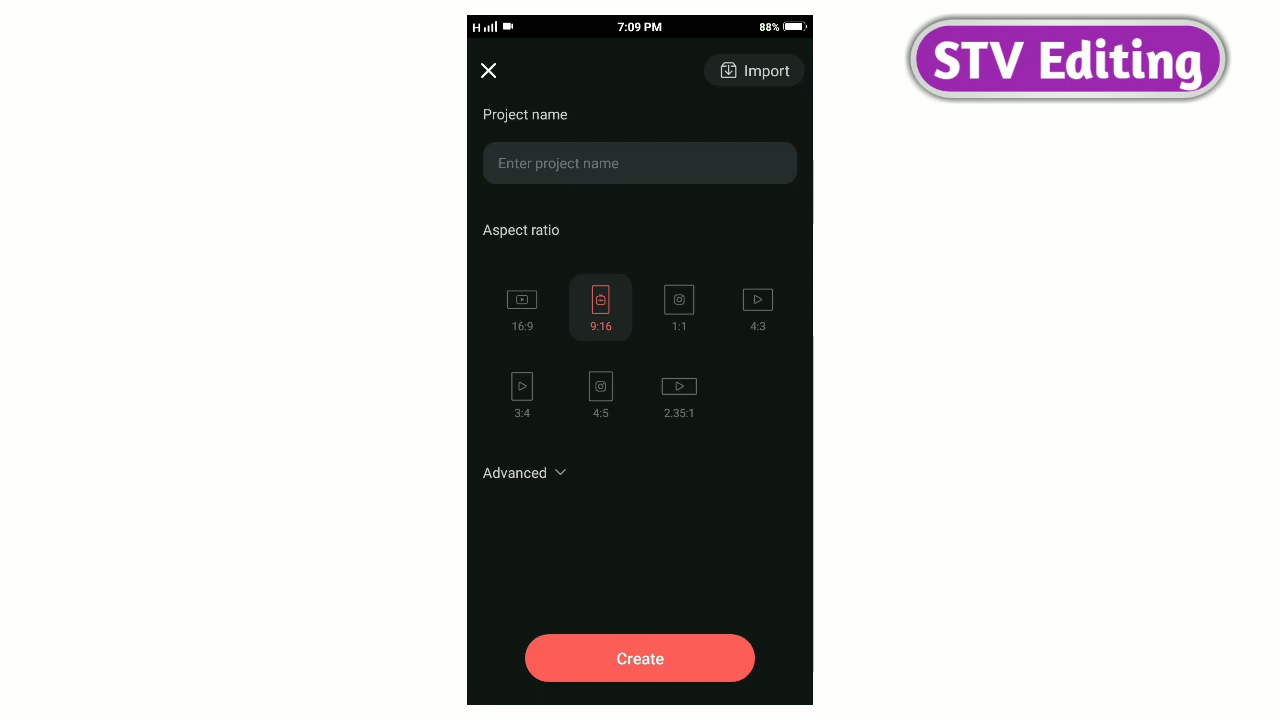 H 7:09 PM 88%
STV Editing
Import
Project name
Enter project name
Aspect ratio
16:9 9:16 1:1 4:3
3:4 4:5 2.35:1
Advanced
Create